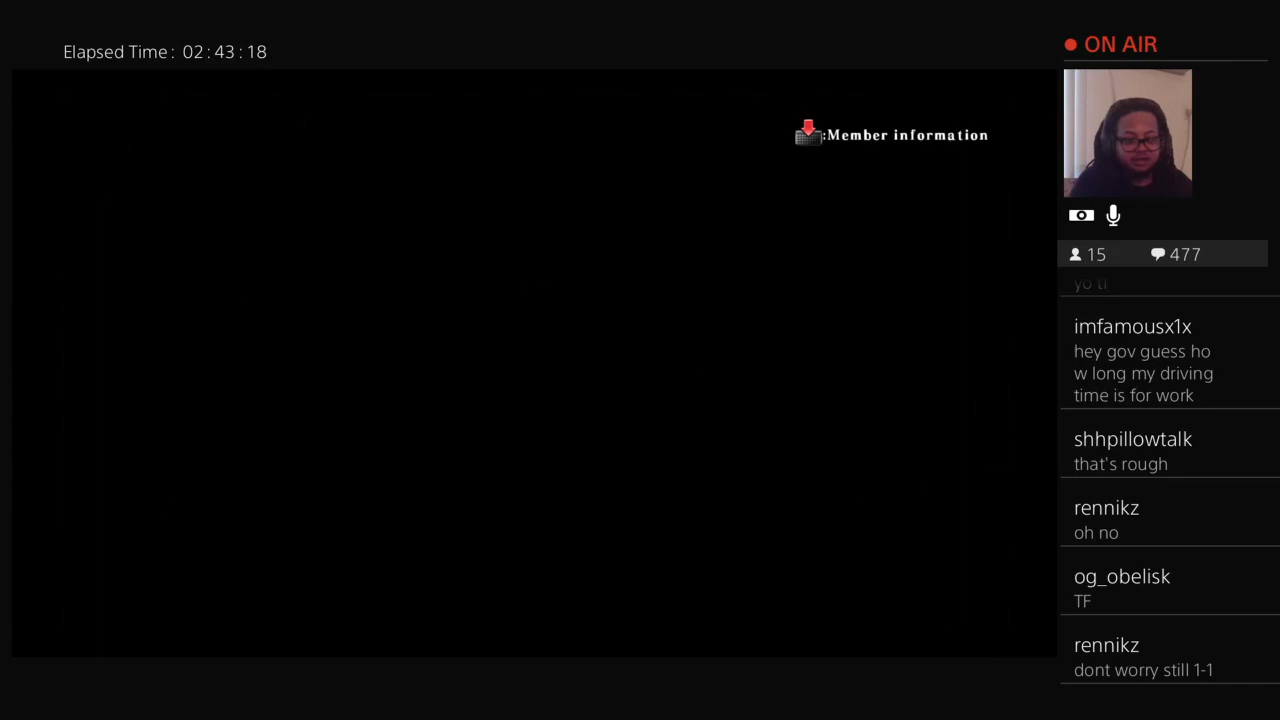 Elapsed Time: 02:43:18
ON AIR
:Member information
15 477
imfamousx1x
hey gov guess ho
w long my driving
time is for work
shhpillowtalk
that's rough
rennikz
oh no
og_obelisk
TF
rennikz
dont worry still 1-1